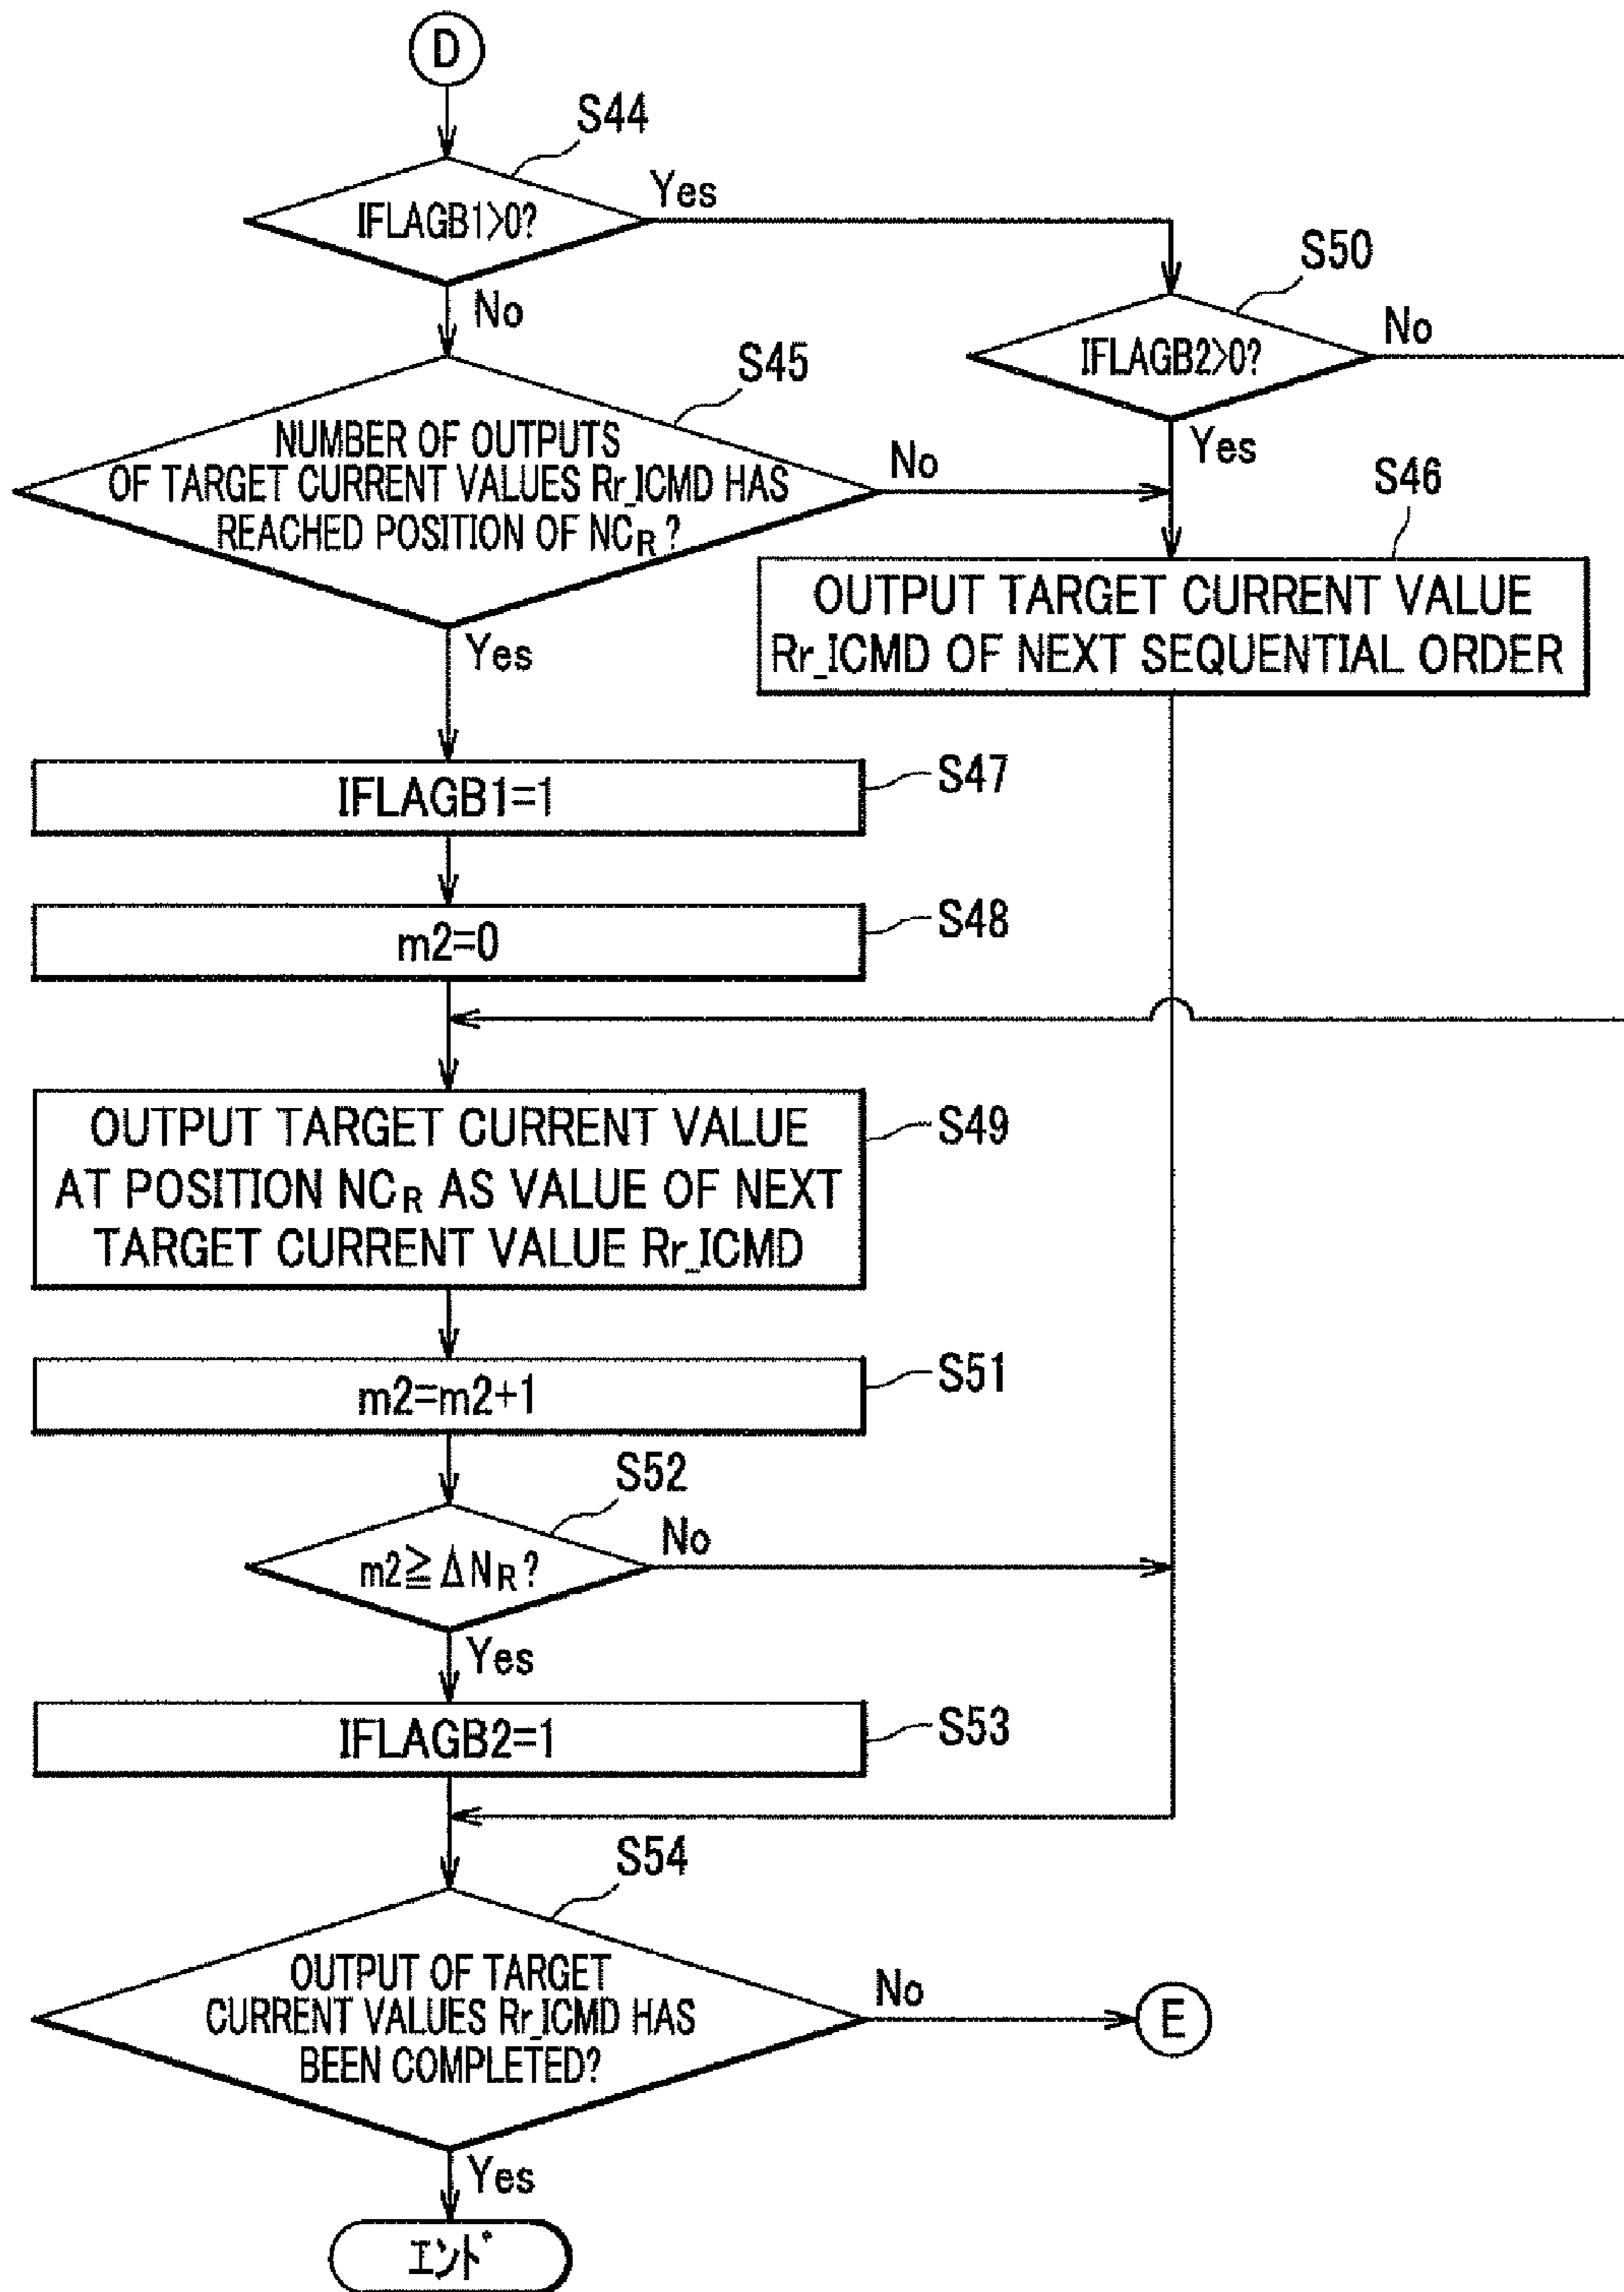 D
S44
IFLAGB1>0?
Yes
No
S50
IFLAGB2>0?
No
Yes
S45
NUMBER OF OUTPUTS
OF TARGET CURRENT VALUES Rr_ICMD HAS
REACHED POSITION OF NCR?
No
Yes
S46
OUTPUT TARGET CURRENT VALUE
Rr_ICMD OF NEXT SEQUENTIAL ORDER
IFLAGB1=1
S47
m2=0
S48
OUTPUT TARGET CURRENT VALUE
AT POSITION NCR AS VALUE OF NEXT
TARGET CURRENT VALUE Rr_ICMD
S49
m2=m2+1
S51
S52
m2≧ΔNR?
No
Yes
IFLAGB2=1
S53
S54
OUTPUT OF TARGET
CURRENT VALUES Rr_ICMD HAS
BEEN COMPLETED?
No
E
Yes
エンド